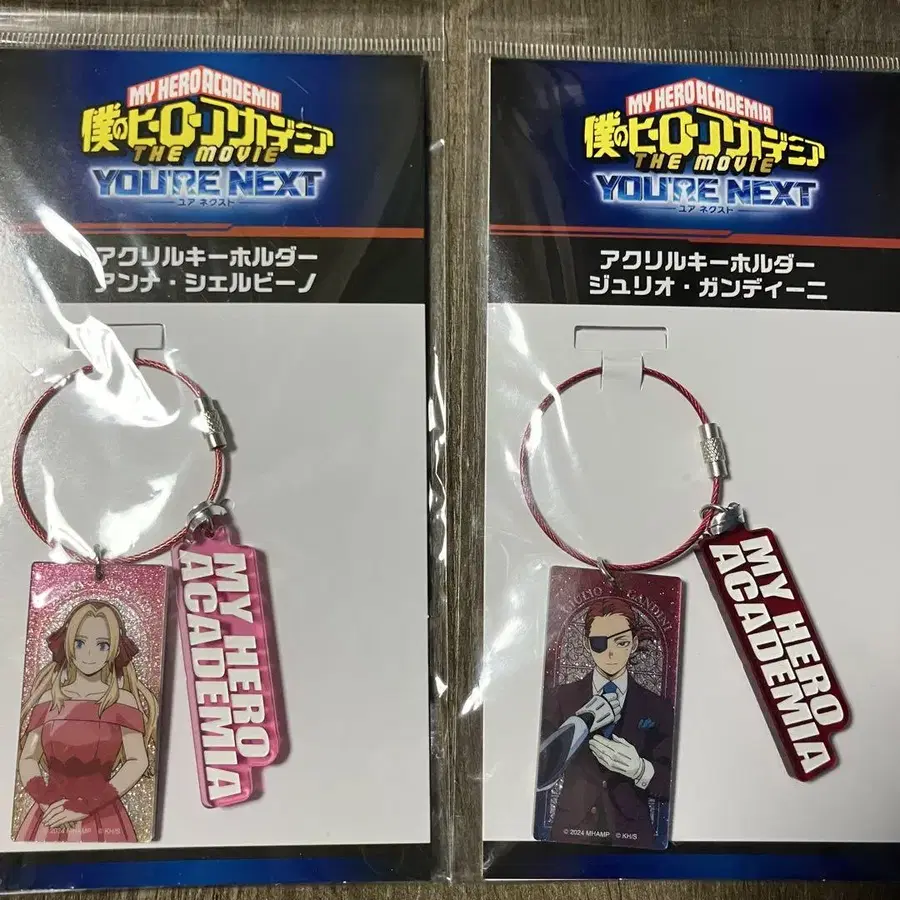 MY HERO ACADEMIA
僕のヒーローアカデミア
THE MOVIE
YOU'RE NEXT
ユア ネクスト
アクリルキーホルダー
アンナ・シェルビーノ
MY HERO
ACADEMIA
© 2024 MHAMP © KH/S
MY HERO ACADEMIA
僕のヒーローアカデミア
THE MOVIE
YOU'RE NEXT
ユア ネクスト
アクリルキーホルダー
ジュリオ・ガンディーニ
GIULIO GANDINI
MY HERO
ACADEMIA
© 2024 MHAMP © KH/S